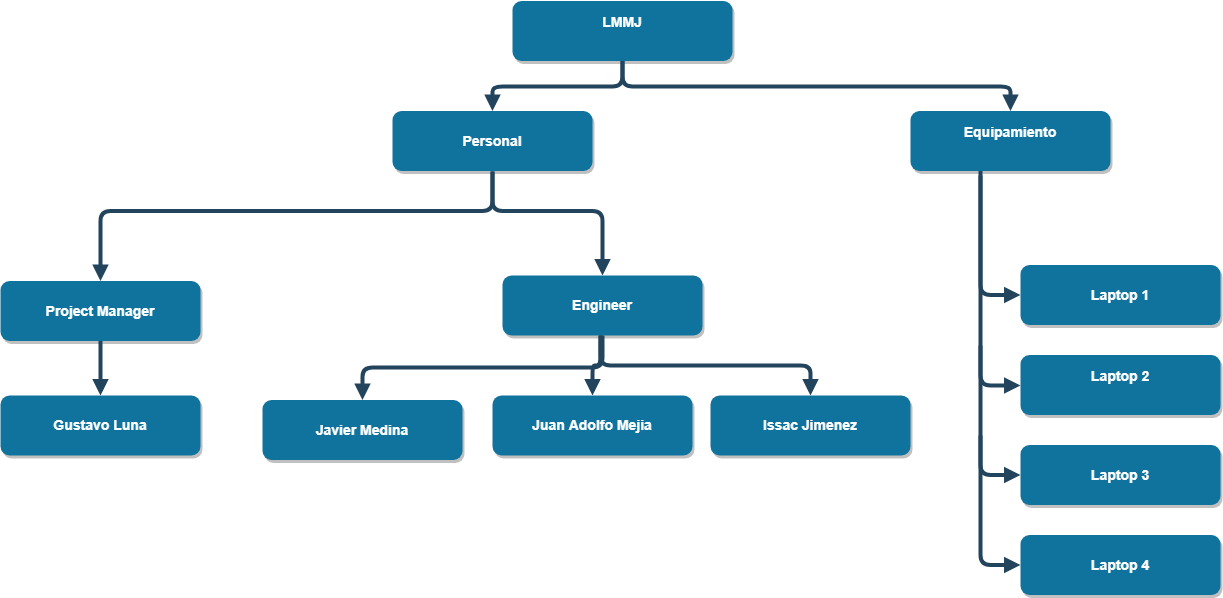 LMMJ
Personal
Equipamiento
Project Manager
Engineer
Laptop 1
Laptop 2
Gustavo Luna
Javier Medina
Juan Adolfo Mejia
Issac Jimenez
Laptop 3
Laptop 4